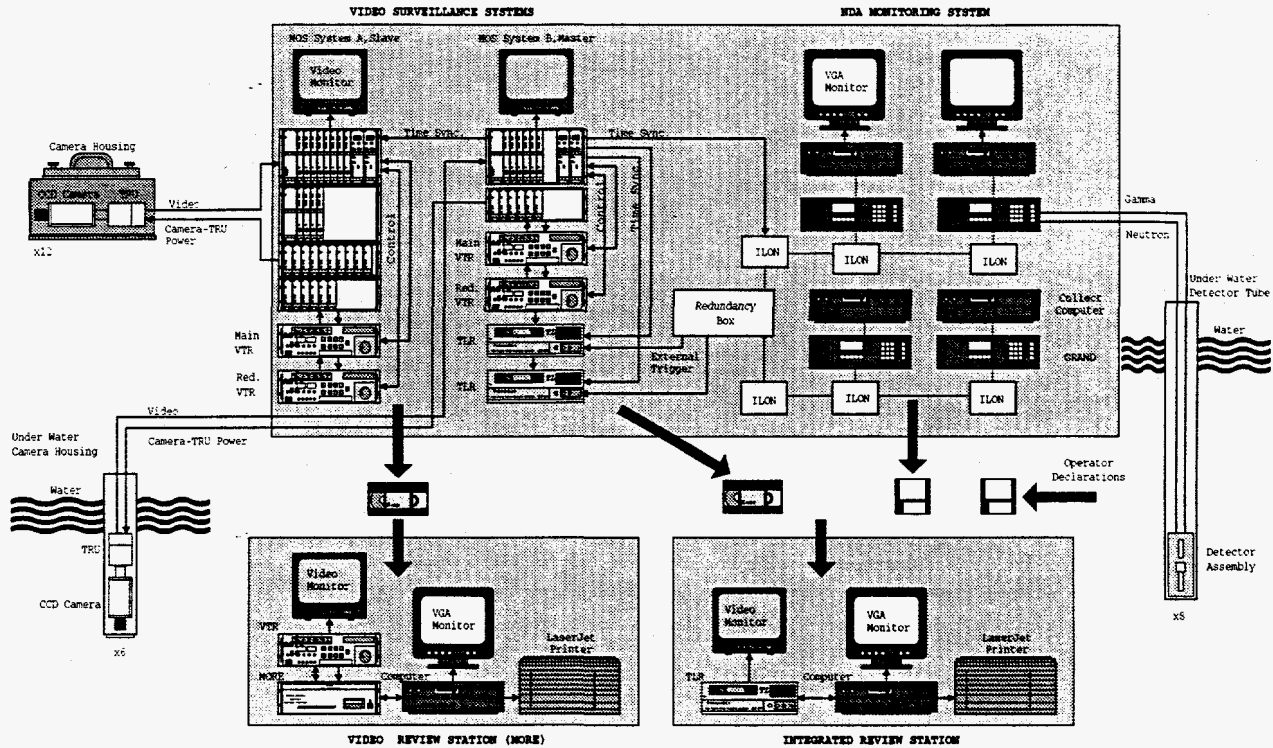 VIDEO SURVEILLANCE SYSTEMS
NDA MONITORING SYSTEM
MOS System A,Slave
MOS System B,Master
Video
Monitor
VGA
Monitor
Time Sync.
Time Sync.
Camera Housing
CCD Camera
TRU
x12
Video
Camera-TRU
Power
Control
Control
Time Sync.
Main
VTR
Red.
VTR
TLR
TLR
Main
VTR
Red.
VTR
External
Trigger
Redundancy
Box
ILON
ILON
ILON
ILON
ILON
ILON
Collect
Computer
GRAND
Gamma
Neutron
Under Water
Detector Tube
Water
Detector
Assembly
x5
Video
Camera-TRU Power
Under Water
Camera Housing
Water
TRU
CCD Camera
x6
Operator
Declarations
Video
Monitor
VGA
Monitor
LaserJet
Printer
VTR
MORE
Computer
Video
Monitor
VGA
Monitor
LaserJet
Printer
TLR
Computer
VIDEO REVIEW STATION (MORE)
INTEGRATED REVIEW STATION